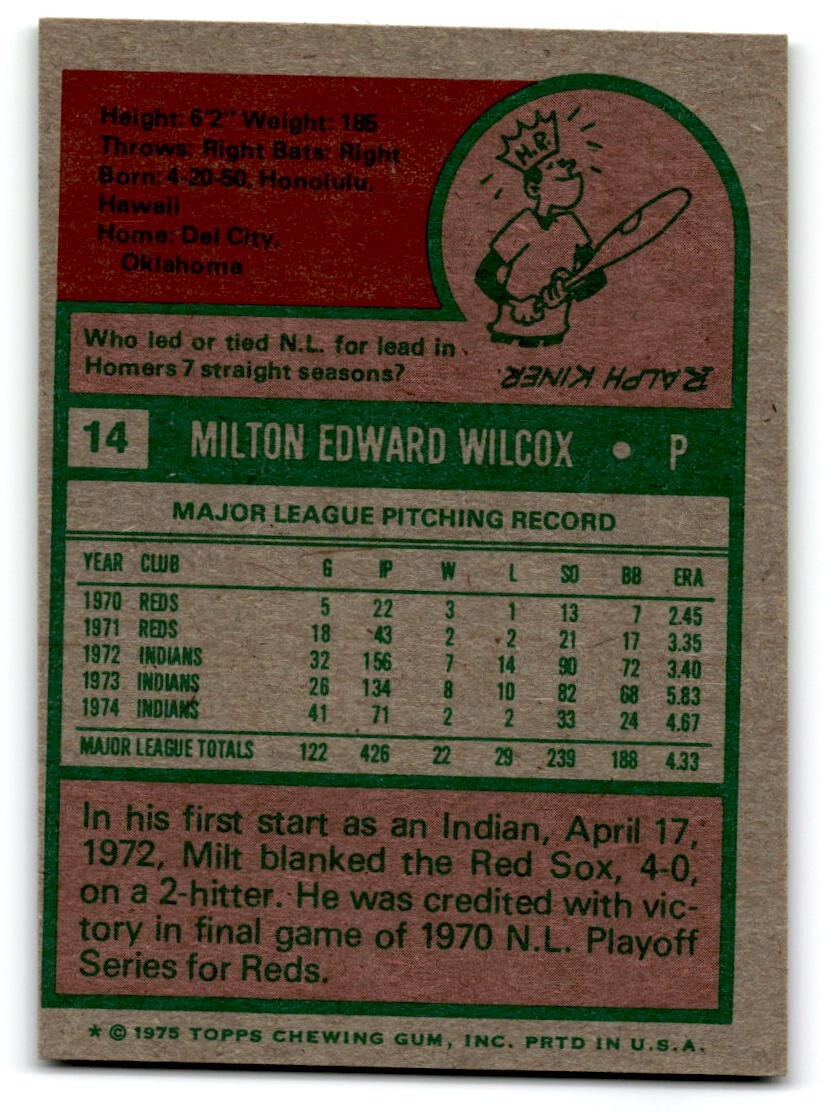 Height: 6'2" Weight: 185
Throws: Right Bats: Right
Born: 4-20-50, Honolulu,
Hawaii
Home: Del City,
Oklahoma
H.R.
Who led or tied N.L. for lead in
Homers 7 straight seasons?
RALPH KINER.
14 MILTON EDWARD WILCOX • P
MAJOR LEAGUE PITCHING RECORD
YEAR CLUB G IP W L SO BB ERA
1970 REDS 5 22 3 1 13 7 2.45
1971 REDS 18 43 2 2 21 17 3.35
1972 INDIANS 32 156 7 14 90 72 3.40
1973 INDIANS 26 134 8 10 82 68 5.83
1974 INDIANS 41 71 2 2 33 24 4.67
MAJOR LEAGUE TOTALS 122 426 22 29 239 188 4.33
In his first start as an Indian, April 17,
1972, Milt blanked the Red Sox, 4-0,
on a 2-hitter. He was credited with vic-
tory in final game of 1970 N.L. Playoff
Series for Reds.
* © 1975 TOPPS CHEWING GUM, INC. PRTD IN U.S.A.